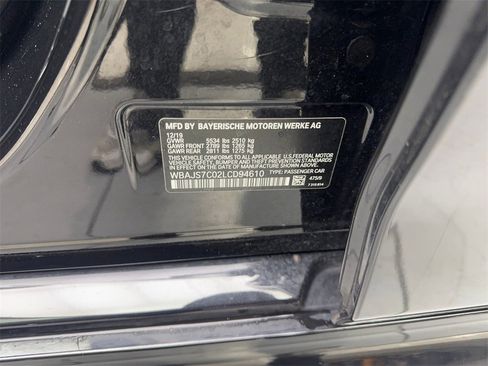 MFD BY BAYERISCHE MOTOREN WERKE AG
12/19
GVWR 5534 lbs 2510 kg
GAWR FRONT 2789 lbs 1265 kg
GAWR REAR 2811 lbs 1275 kg
THIS VEHICLE CONFORMS TO ALL APPLICABLE U.S. FEDERAL MOTOR
VEHICLE SAFETY, BUMPER AND THEFT PREVENTION STANDARDS
IN EFFECT ON THE DATE OF MANUFACTURE SHOWN ABOVE.
WBAJS7C02LCD94610 TYPE: PASSENGER CAR
475/9